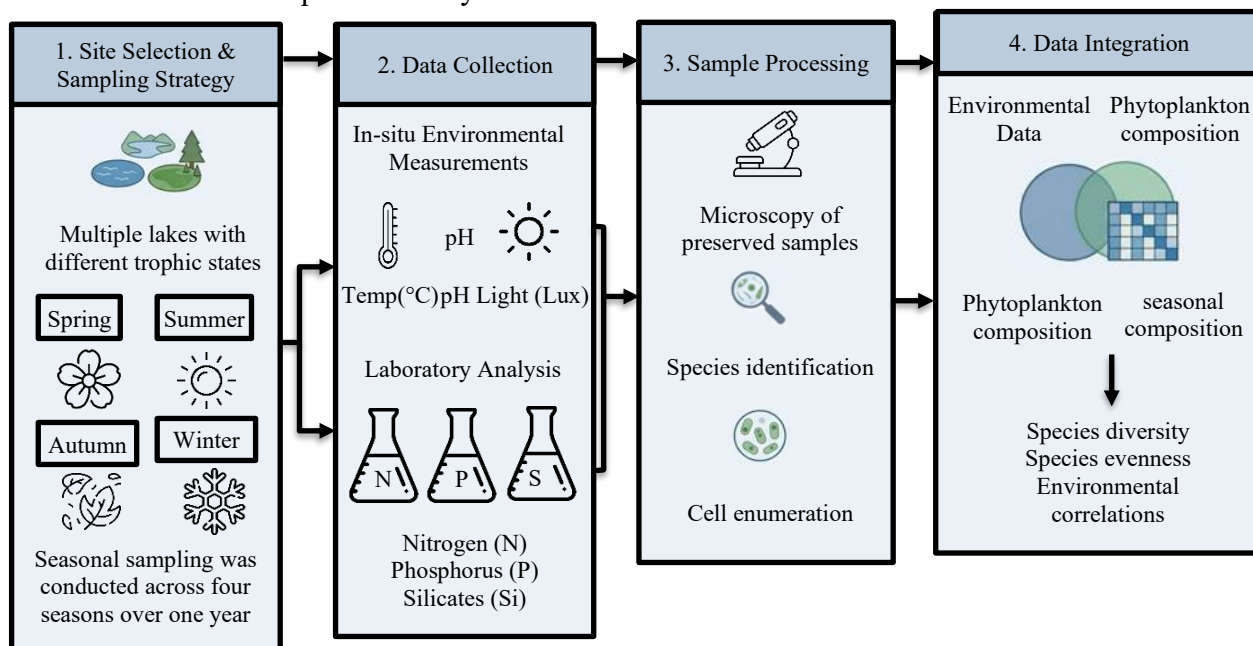 1. Site Selection &
Sampling Strategy
Multiple lakes with
different trophic states
Spring
Summer
Autumn
Winter
Seasonal sampling was
conducted across four
seasons over one year
2. Data Collection
In-situ Environmental
Measurements
pH
Temp(°C) pH Light (Lux)
Laboratory Analysis
N P S
Nitrogen (N)
Phosphorus (P)
Silicates (Si)
3. Sample Processing
Microscopy of
preserved samples
Species identification
Cell enumeration
4. Data Integration
Environmental
Data
Phytoplankton
composition
Phytoplankton
composition
seasonal
composition
Species diversity
Species evenness
Environmental
correlations